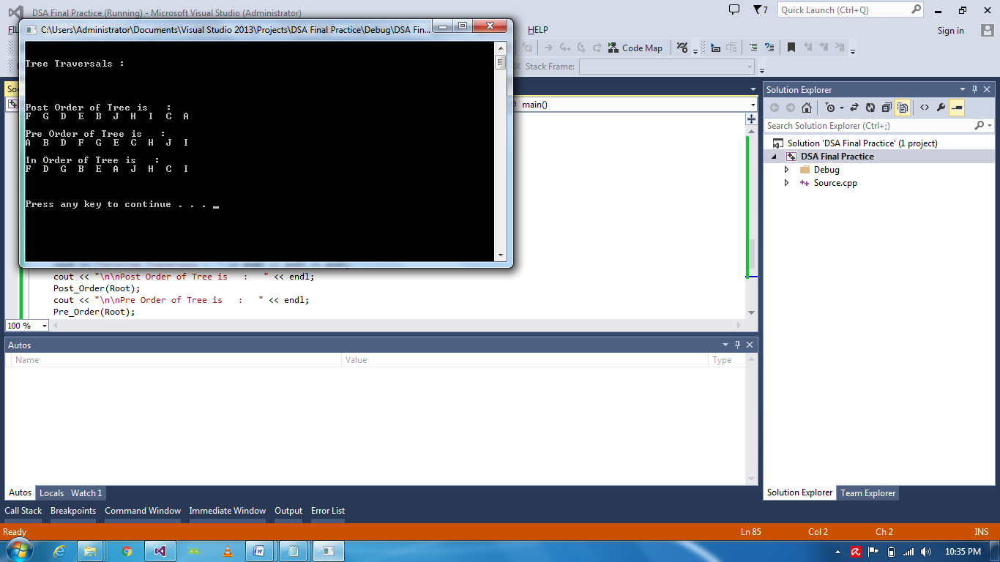 DSA Final Practice (Running) - Microsoft Visual Studio (Administrator)
7
Quick Launch (Ctrl+Q)
C:\Users\Administrator\Documents\Visual Studio 2013\Projects\DSA Final Practice\Debug\DSA Fin...
HELP
Sign in
Code Map
Stack Frame:
Tree Traversals :
Post Order of Tree is   :
F  G  D  E  B  J  H  I  C  A
Pre Order of Tree is   :
A  B  D  F  G  E  C  H  J  I
In Order of Tree is   :
F  D  G  B  E  A  J  H  C  I
Press any key to continue . . .
main()
cout << "\n\nPost Order of Tree is   :   " << endl;
Post_Order(Root);
cout << "\n\nPre Order of Tree is   :   " << endl;
Pre_Order(Root);
100 %
Solution Explorer
Search Solution Explorer (Ctrl+;)
Solution 'DSA Final Practice' (1 project)
DSA Final Practice
Debug
Source.cpp
Autos
Name Value Type
Autos Locals Watch 1
Solution Explorer Team Explorer
Call Stack Breakpoints Command Window Immediate Window Output Error List
Ready Ln 85 Col 2 Ch 2 INS
10:35 PM